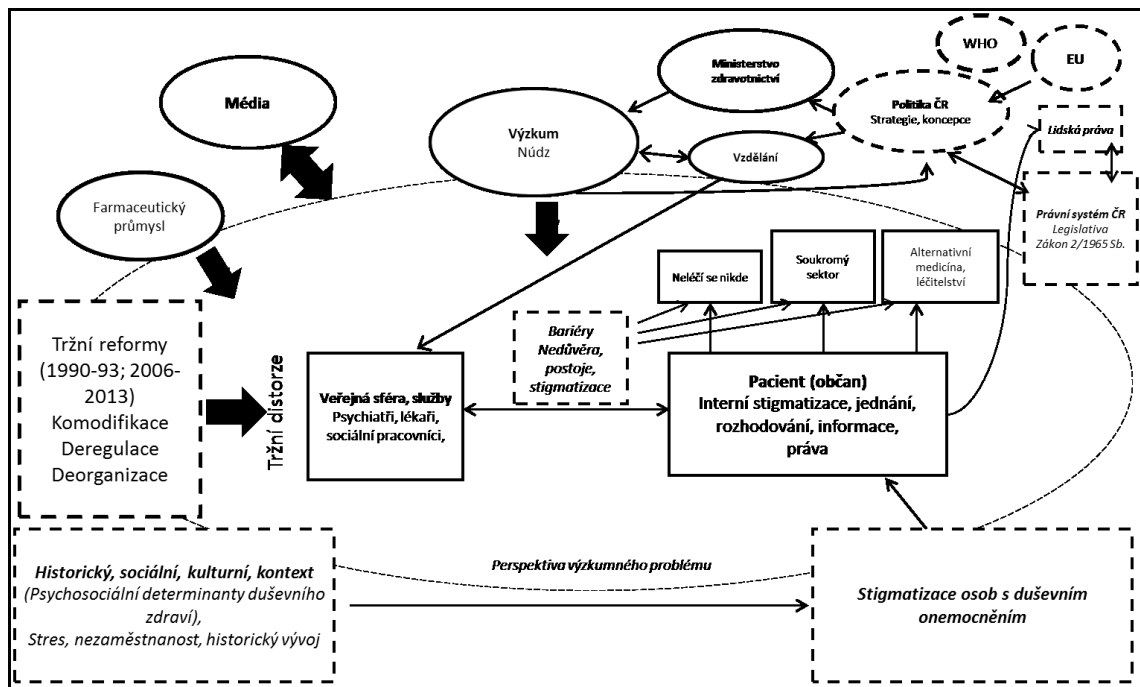 WHO
EU
Ministerstvo
zdravotnictví
Média
Politika ČR
Strategie, koncepce
Výzkum
Núdz
Lidská práva
Vzdělání
Farmaceutický
průmysl
Právní systém ČR
Legislativa
Zákon 2/1965 Sb.
Neléčí se nikde
Soukromý
sektor
Alternativní
medicína,
léčitelství
Tržní reformy
(1990-93; 2006-
2013)
Komodifikace
Deregulace
Deorganizace
Tržní distorze
Bariéry
Nedůvěra,
postoje,
stigmatizace
Veřejná sféra, služby
Psychiatři, lékaři,
sociální pracovníci,
Pacient (občan)
Interní stigmatizace, jednání,
rozhodování, informace,
práva
Perspektiva výzkumného problému
Historický, sociální, kulturní, kontext
(Psychosociální determinanty duševního
zdraví),
Stres, nezaměstnanost, historický vývoj
Stigmatizace osob s duševním
onemocněním